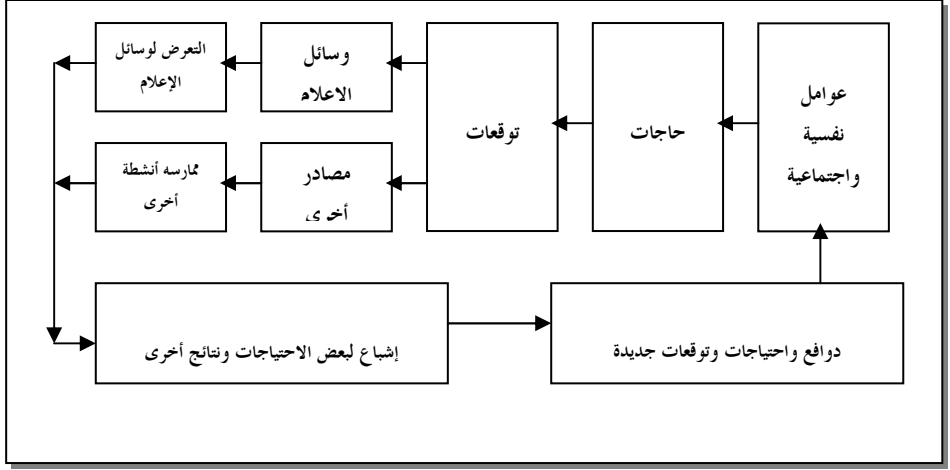 عوامل
نفسية
واجتماعية
حاجات
توقعات
وسائل
الاعلام
التعرض لوسائل
الإعلام
مصادر
أخرى
ممارسه أنشطة
أخرى
إشباع لبعض الاحتياجات ونتائج أخرى
دوافع واحتياجات وتوقعات جديدة